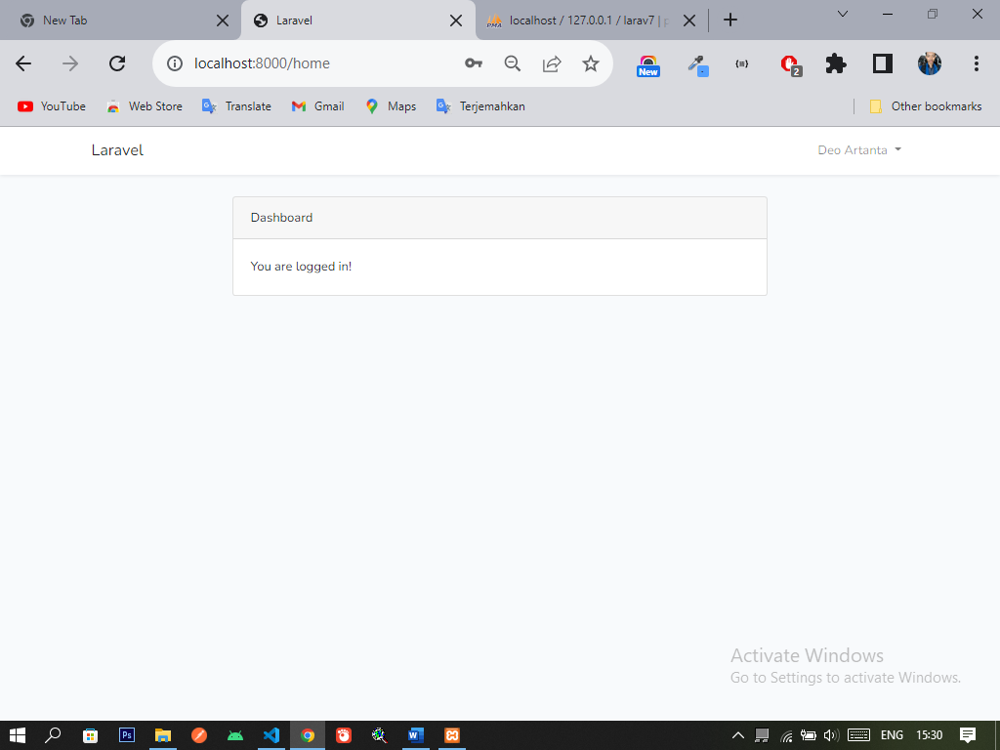 New Tab
Laravel
localhost / 127.0.0.1 / larav7 |
localhost:8000/home
New
2
YouTube
Web Store
Translate
Gmail
Maps
Terjemahkan
Other bookmarks
Laravel
Deo Artanta
Dashboard
You are logged in!
Activate Windows
Go to Settings to activate Windows.
Ps
ENG
15:30